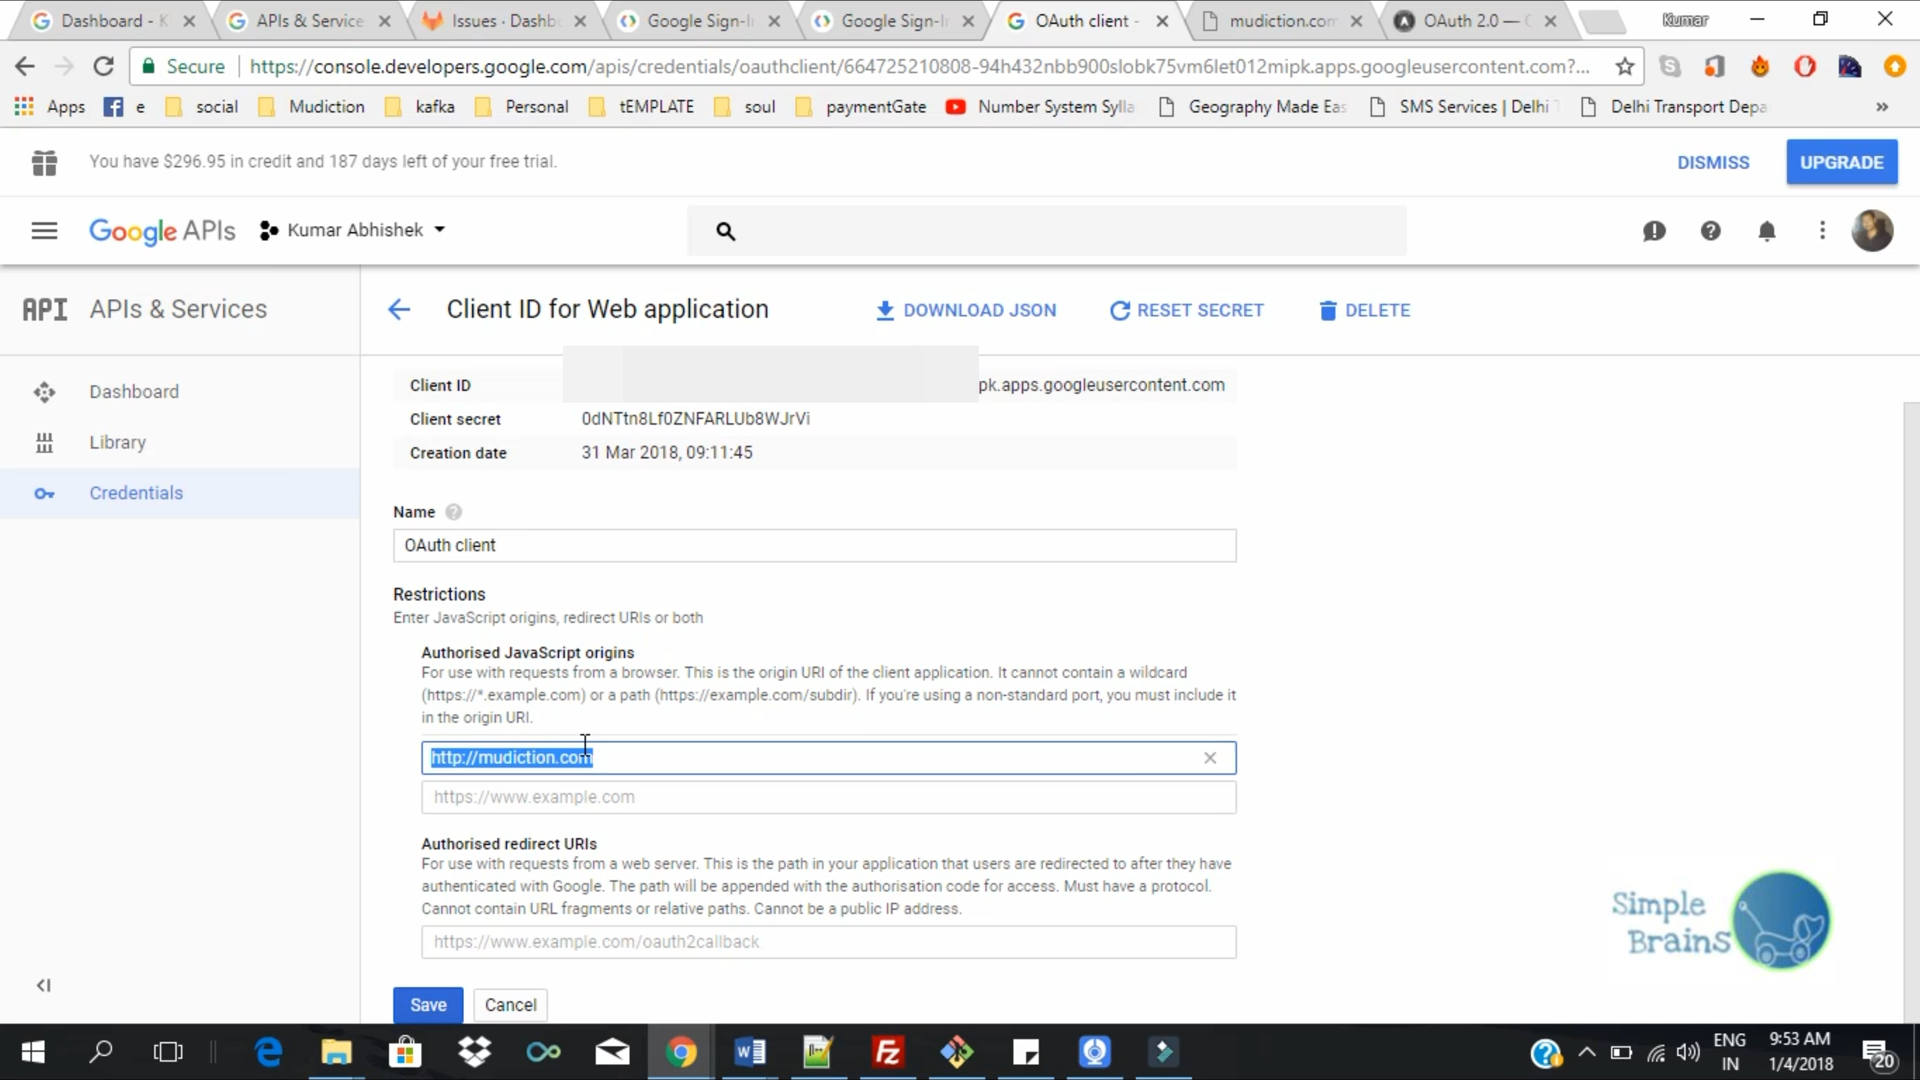 Dashboard - K
APIs & Service
Issues · Dashb
Google Sign-I
Google Sign-I
OAuth client -
mudiction.com
OAuth 2.0 —
Kumar
Secure
https://console.developers.google.com/apis/credentials/oauthclient/664725210808-94h432nbb900slobk75vm6let012mipk.apps.googleusercontent.com?...
Apps
e
social
Mudiction
kafka
Personal
tEMPLATE
soul
paymentGate
Number System Sylla
Geography Made Eas
SMS Services | Delhi
Delhi Transport Depa
»
You have $296.95 in credit and 187 days left of your free trial.
DISMISS
UPGRADE
Google APIs
Kumar Abhishek
API
APIs & Services
Client ID for Web application
DOWNLOAD JSON
RESET SECRET
DELETE
Dashboard
Library
Credentials
Client ID
pk.apps.googleusercontent.com
Client secret
0dNTtn8Lf0ZNFARLUb8WJrVi
Creation date
31 Mar 2018, 09:11:45
Name
OAuth client
Restrictions
Enter JavaScript origins, redirect URIs or both
Authorised JavaScript origins
For use with requests from a browser. This is the origin URI of the client application. It cannot contain a wildcard
(https://*.example.com) or a path (https://example.com/subdir). If you're using a non-standard port, you must include it
in the origin URI.
http://mudiction.com
https://www.example.com
Authorised redirect URIs
For use with requests from a web server. This is the path in your application that users are redirected to after they have
authenticated with Google. The path will be appended with the authorisation code for access. Must have a protocol.
Cannot contain URL fragments or relative paths. Cannot be a public IP address.
https://www.example.com/oauth2callback
Save
Cancel
Simple
Brains
ENG
IN
9:53 AM
1/4/2018
20